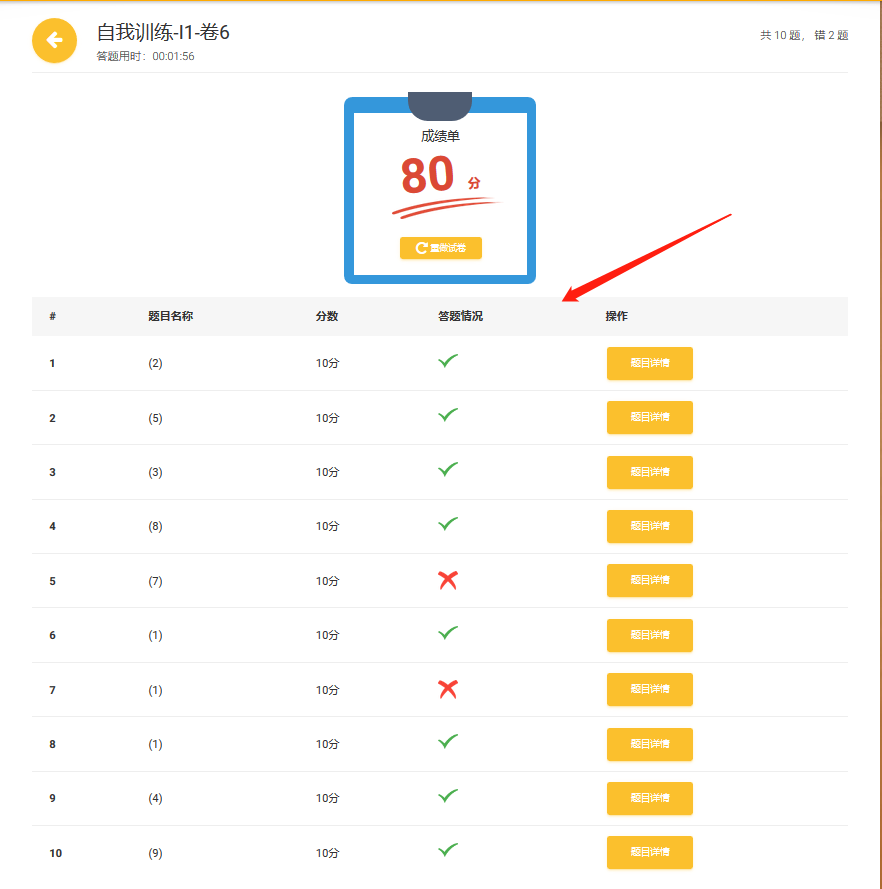 自我训练-I1-卷6
答题用时：00:01:56
共 10 题， 错 2 题
成绩单
80 分
重做试卷
# 题目名称 分数 答题情况 操作
1 (2) 10分 题目详情
2 (5) 10分 题目详情
3 (3) 10分 题目详情
4 (8) 10分 题目详情
5 (7) 10分 题目详情
6 (1) 10分 题目详情
7 (1) 10分 题目详情
8 (1) 10分 题目详情
9 (4) 10分 题目详情
10 (9) 10分 题目详情